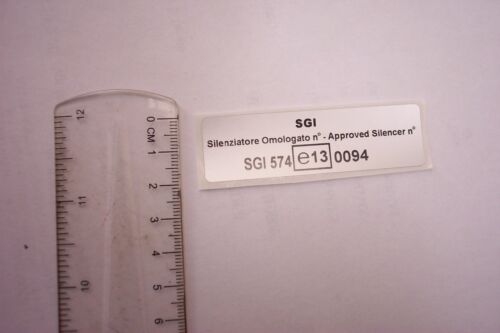 SGI
Silenziatore Omologato n° - Approved Silencer n°
SGI 574 e13 0094
0 CM
1
2
3
4
5
6
12
11
10